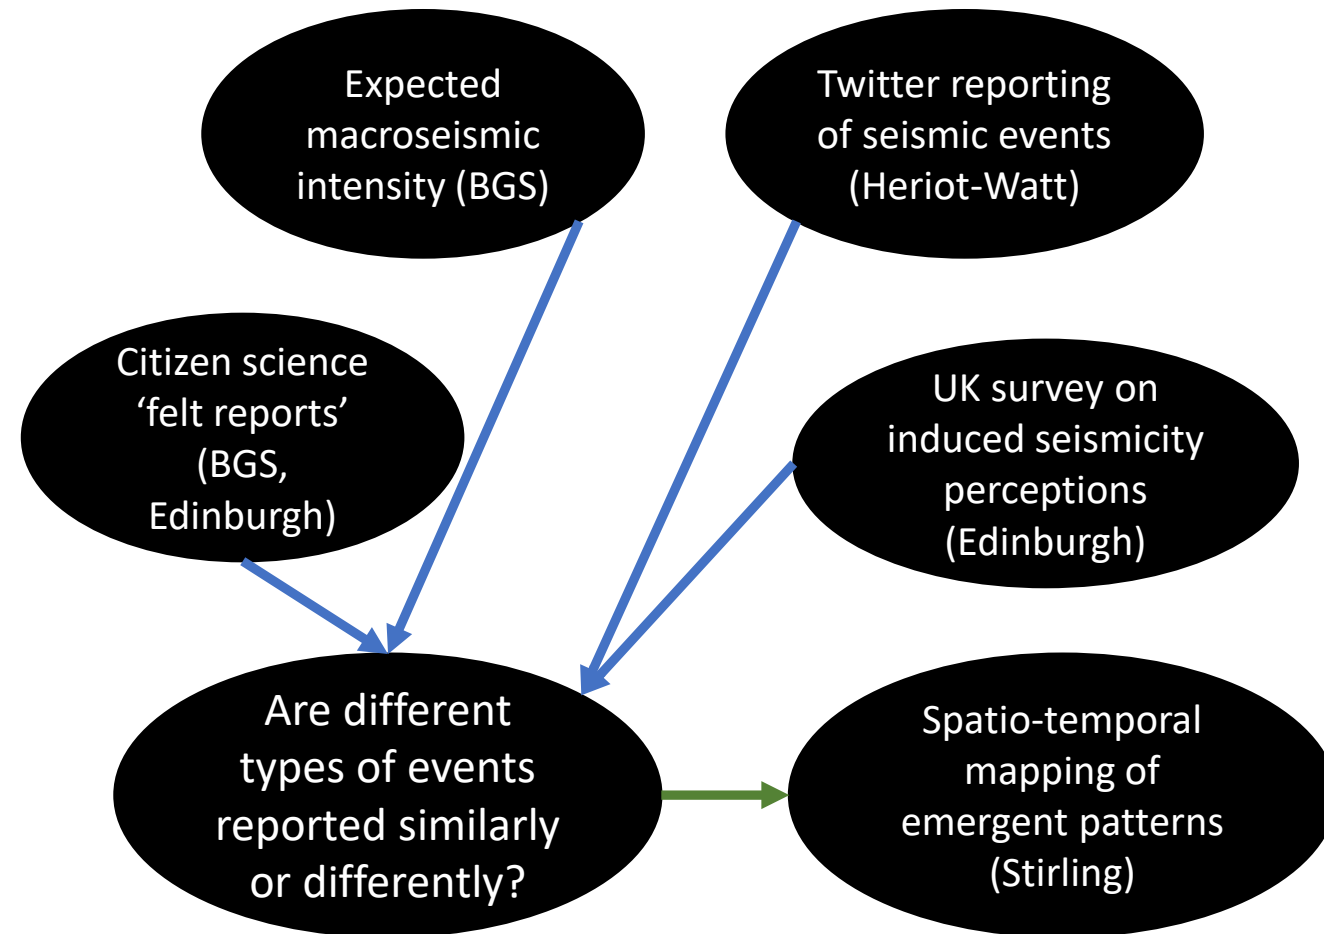 Expected
macroseismic
intensity (BGS)
Twitter reporting
of seismic events
(Heriot-Watt)
Citizen science
‘felt reports’
(BGS,
Edinburgh)
UK survey on
induced seismicity
perceptions
(Edinburgh)
Are different
types of events
reported similarly
or differently?
Spatio-temporal
mapping of
emergent patterns
(Stirling)